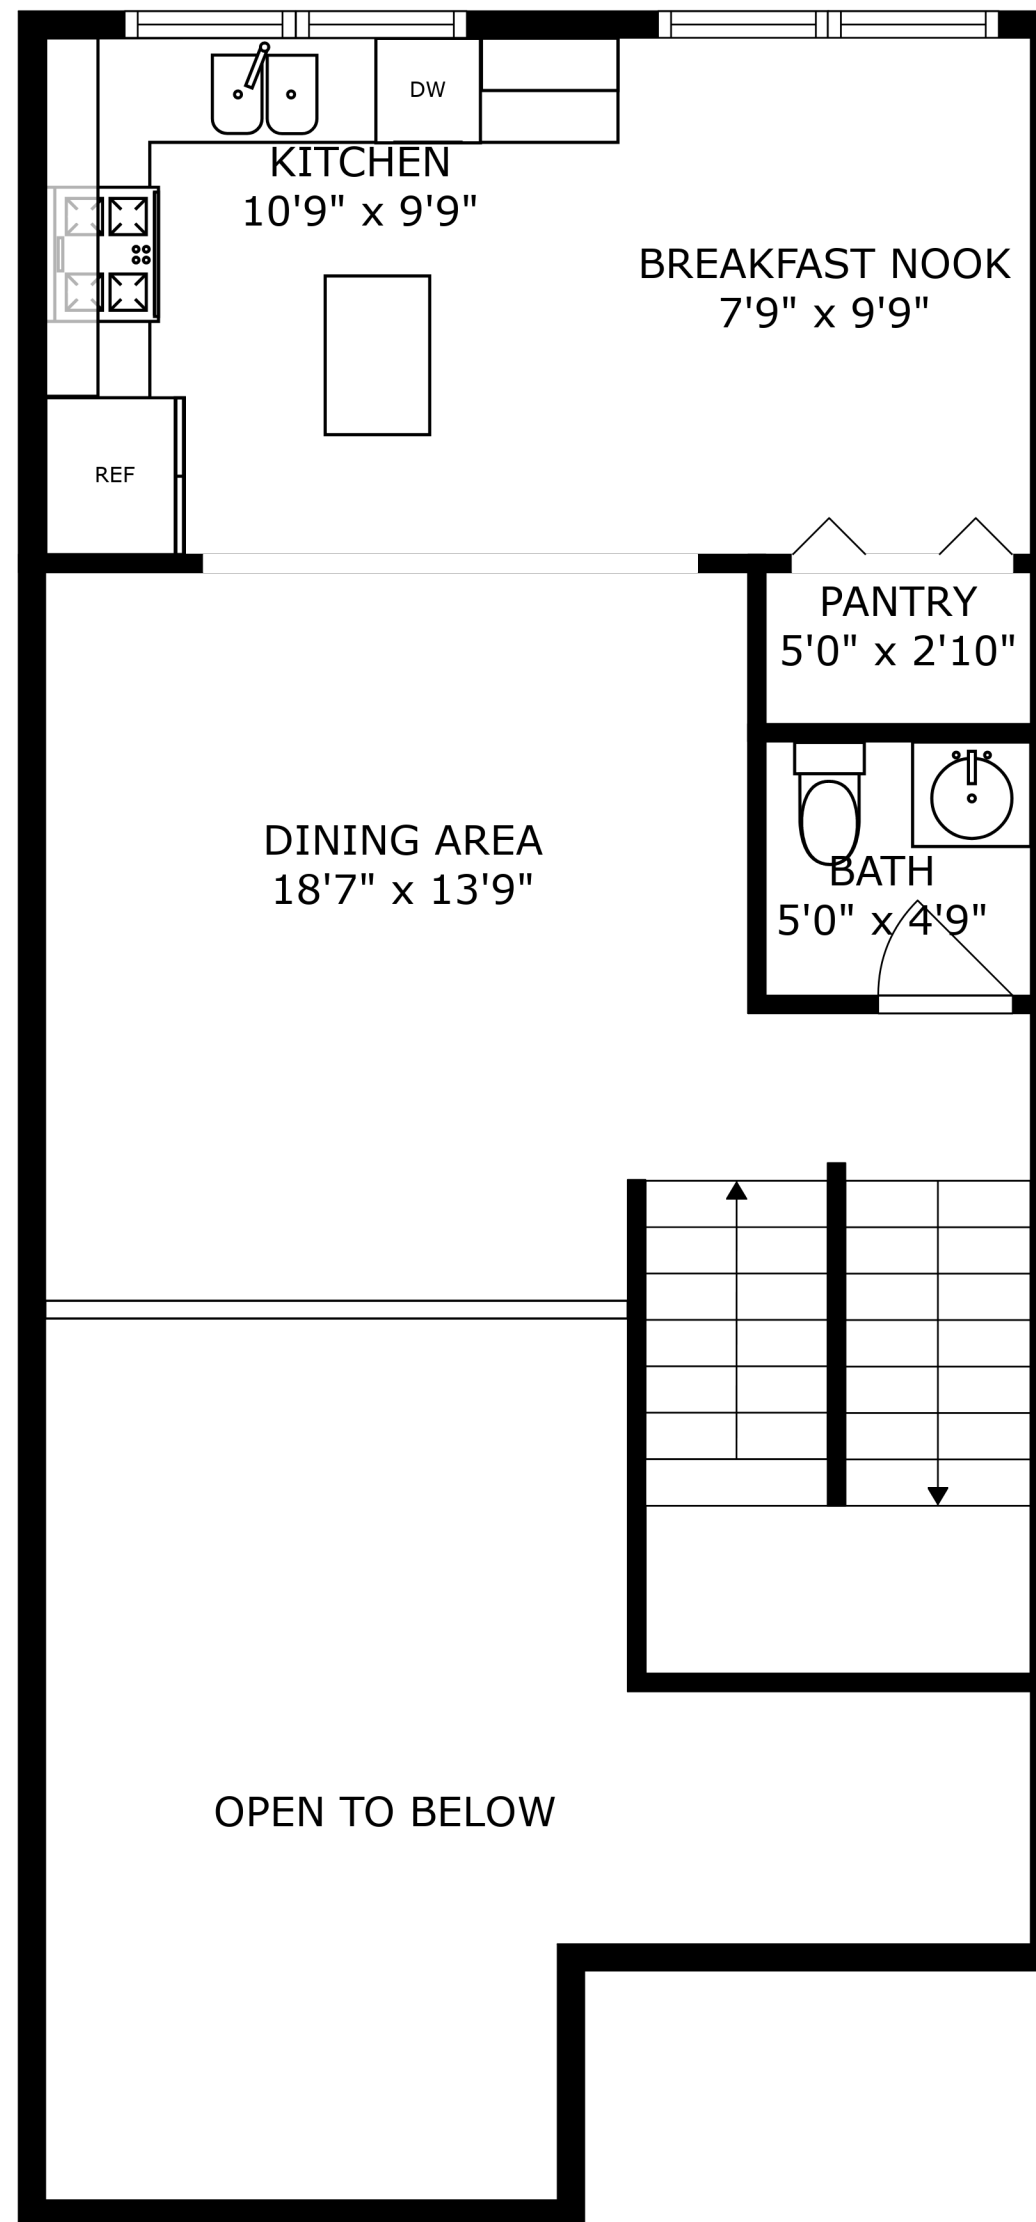 DW
KITCHEN
10'9" x 9'9"
BREAKFAST NOOK
7'9" x 9'9"
REF
PANTRY
5'0" x 2'10"
DINING AREA
18'7" x 13'9"
BATH
5'0" x 4'9"
OPEN TO BELOW